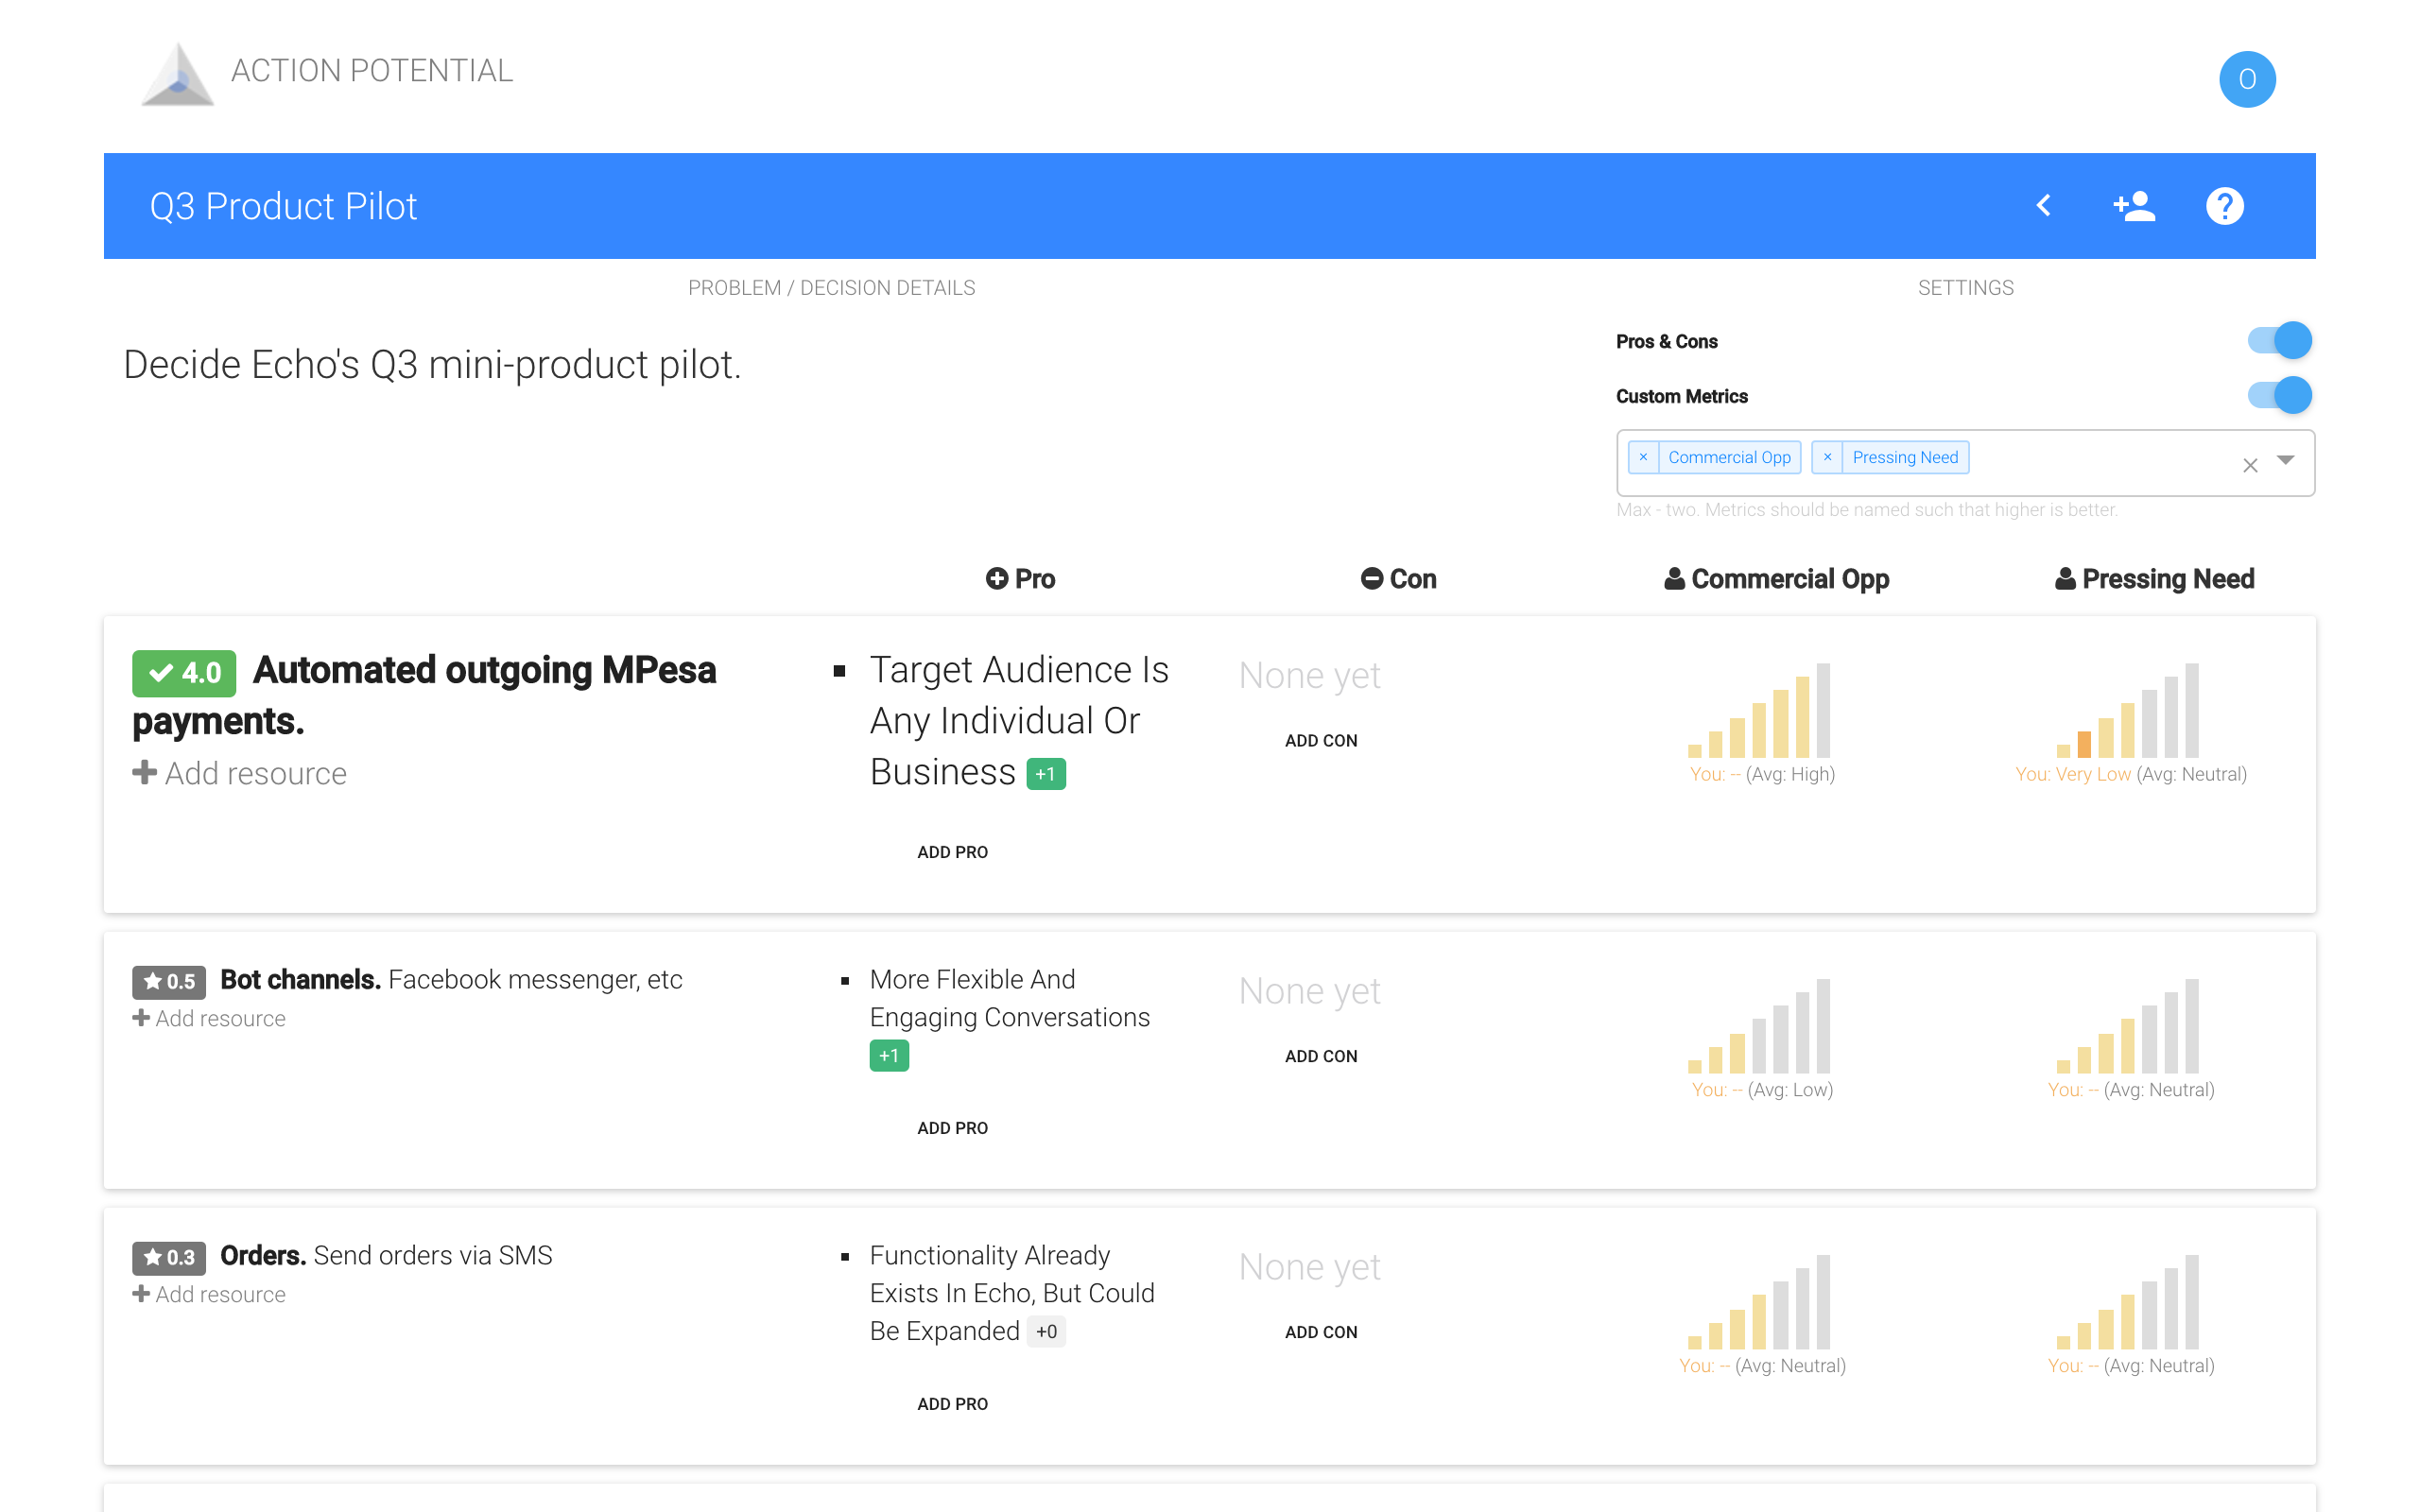 ACTION POTENTIAL
O
Q3 Product Pilot
PROBLEM / DECISION DETAILS
SETTINGS
Decide Echo's Q3 mini-product pilot.
Pros & Cons
Custom Metrics
× Commercial Opp × Pressing Need
Max - two. Metrics should be named such that higher is better.
Pro
Con
Commercial Opp
Pressing Need
4.0 Automated outgoing MPesa
payments.
Add resource
Target Audience Is
Any Individual Or
Business +1
ADD PRO
None yet
ADD CON
You: -- (Avg: High)
You: Very Low (Avg: Neutral)
0.5 Bot channels. Facebook messenger, etc
Add resource
More Flexible And
Engaging Conversations
+1
ADD PRO
None yet
ADD CON
You: -- (Avg: Low)
You: -- (Avg: Neutral)
0.3 Orders. Send orders via SMS
Add resource
Functionality Already
Exists In Echo, But Could
Be Expanded +0
ADD PRO
None yet
ADD CON
You: -- (Avg: Neutral)
You: -- (Avg: Neutral)